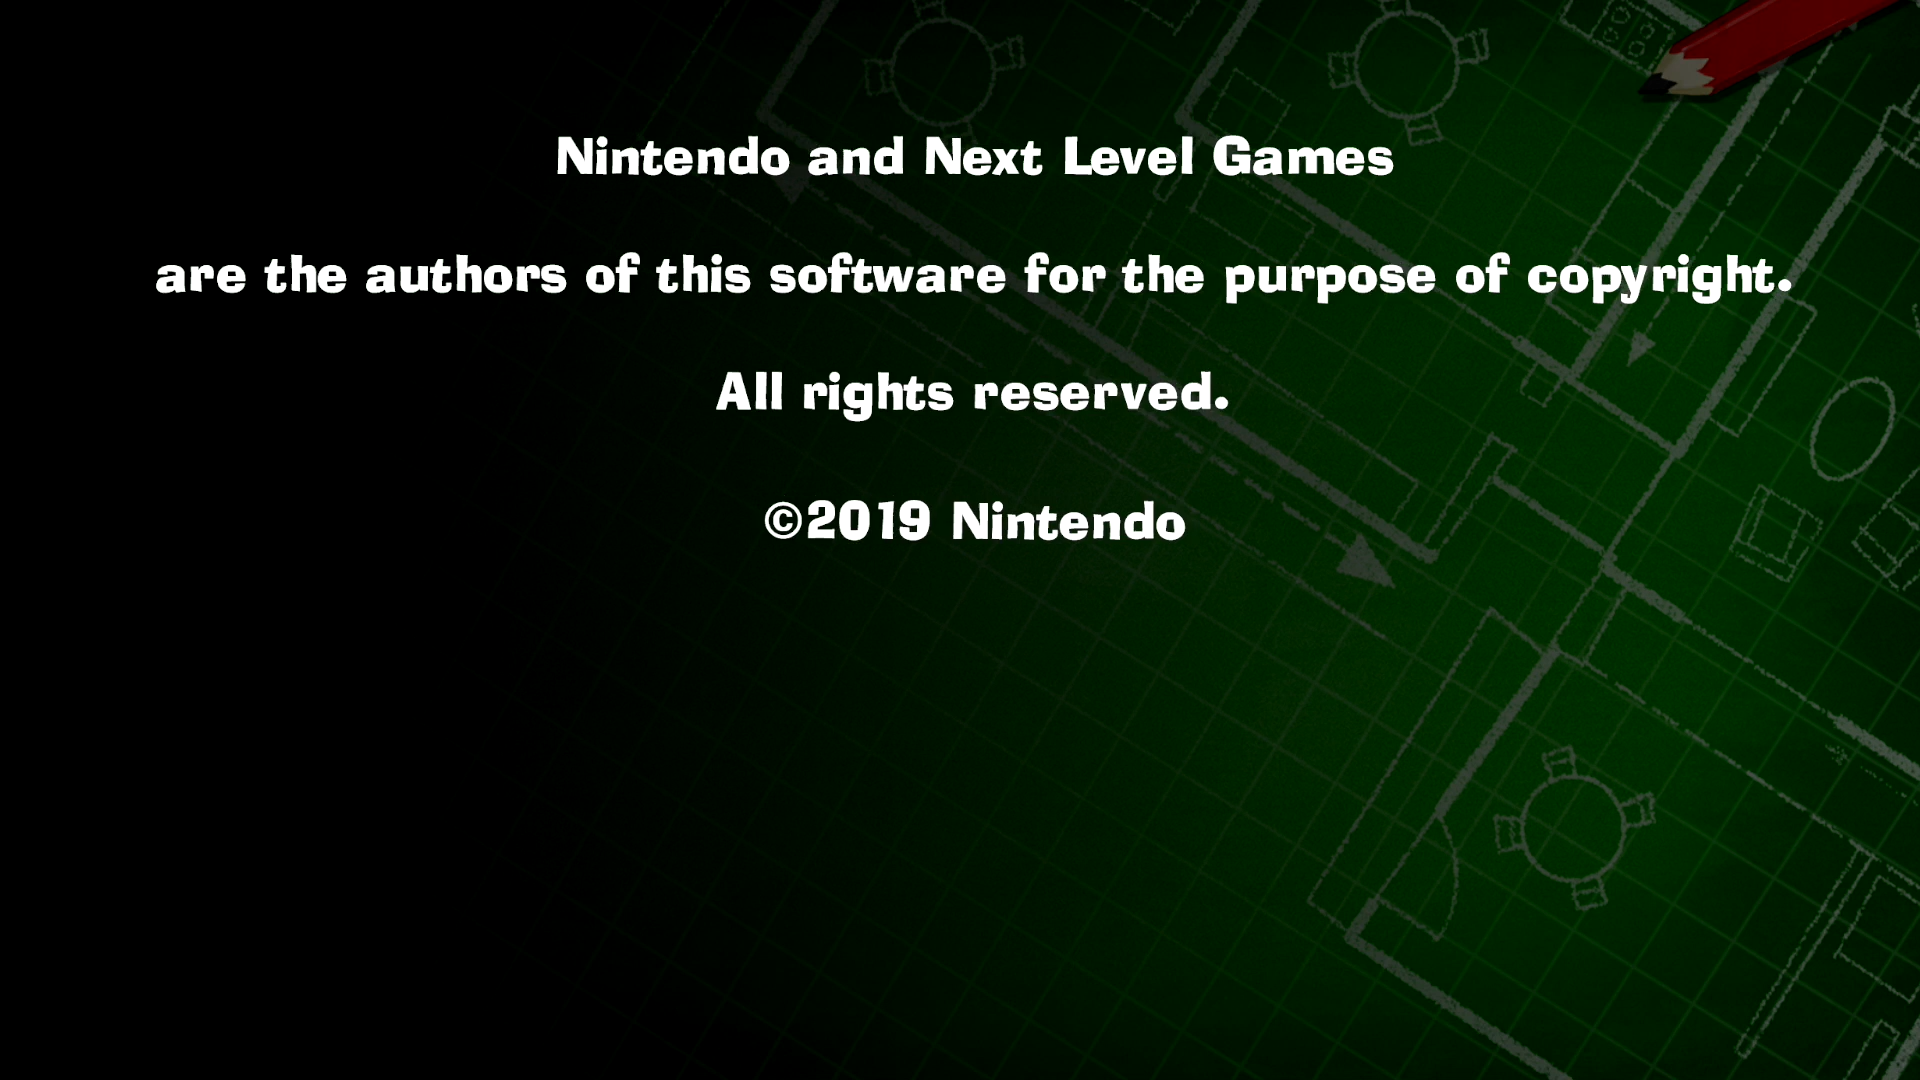 Nintendo and Next Level Games
are the authors of this software for the purpose of copyright.
All rights reserved.
©2019 Nintendo